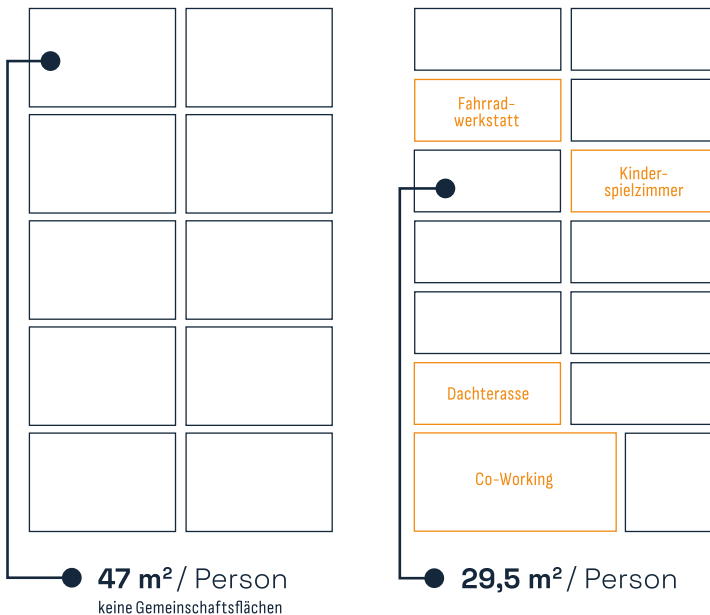 Fahrrad-
werkstatt
Kinder-
spielzimmer
Dachterasse
Co-Working
47 m² / Person
keine Gemeinschaftsflächen
29,5 m² / Person